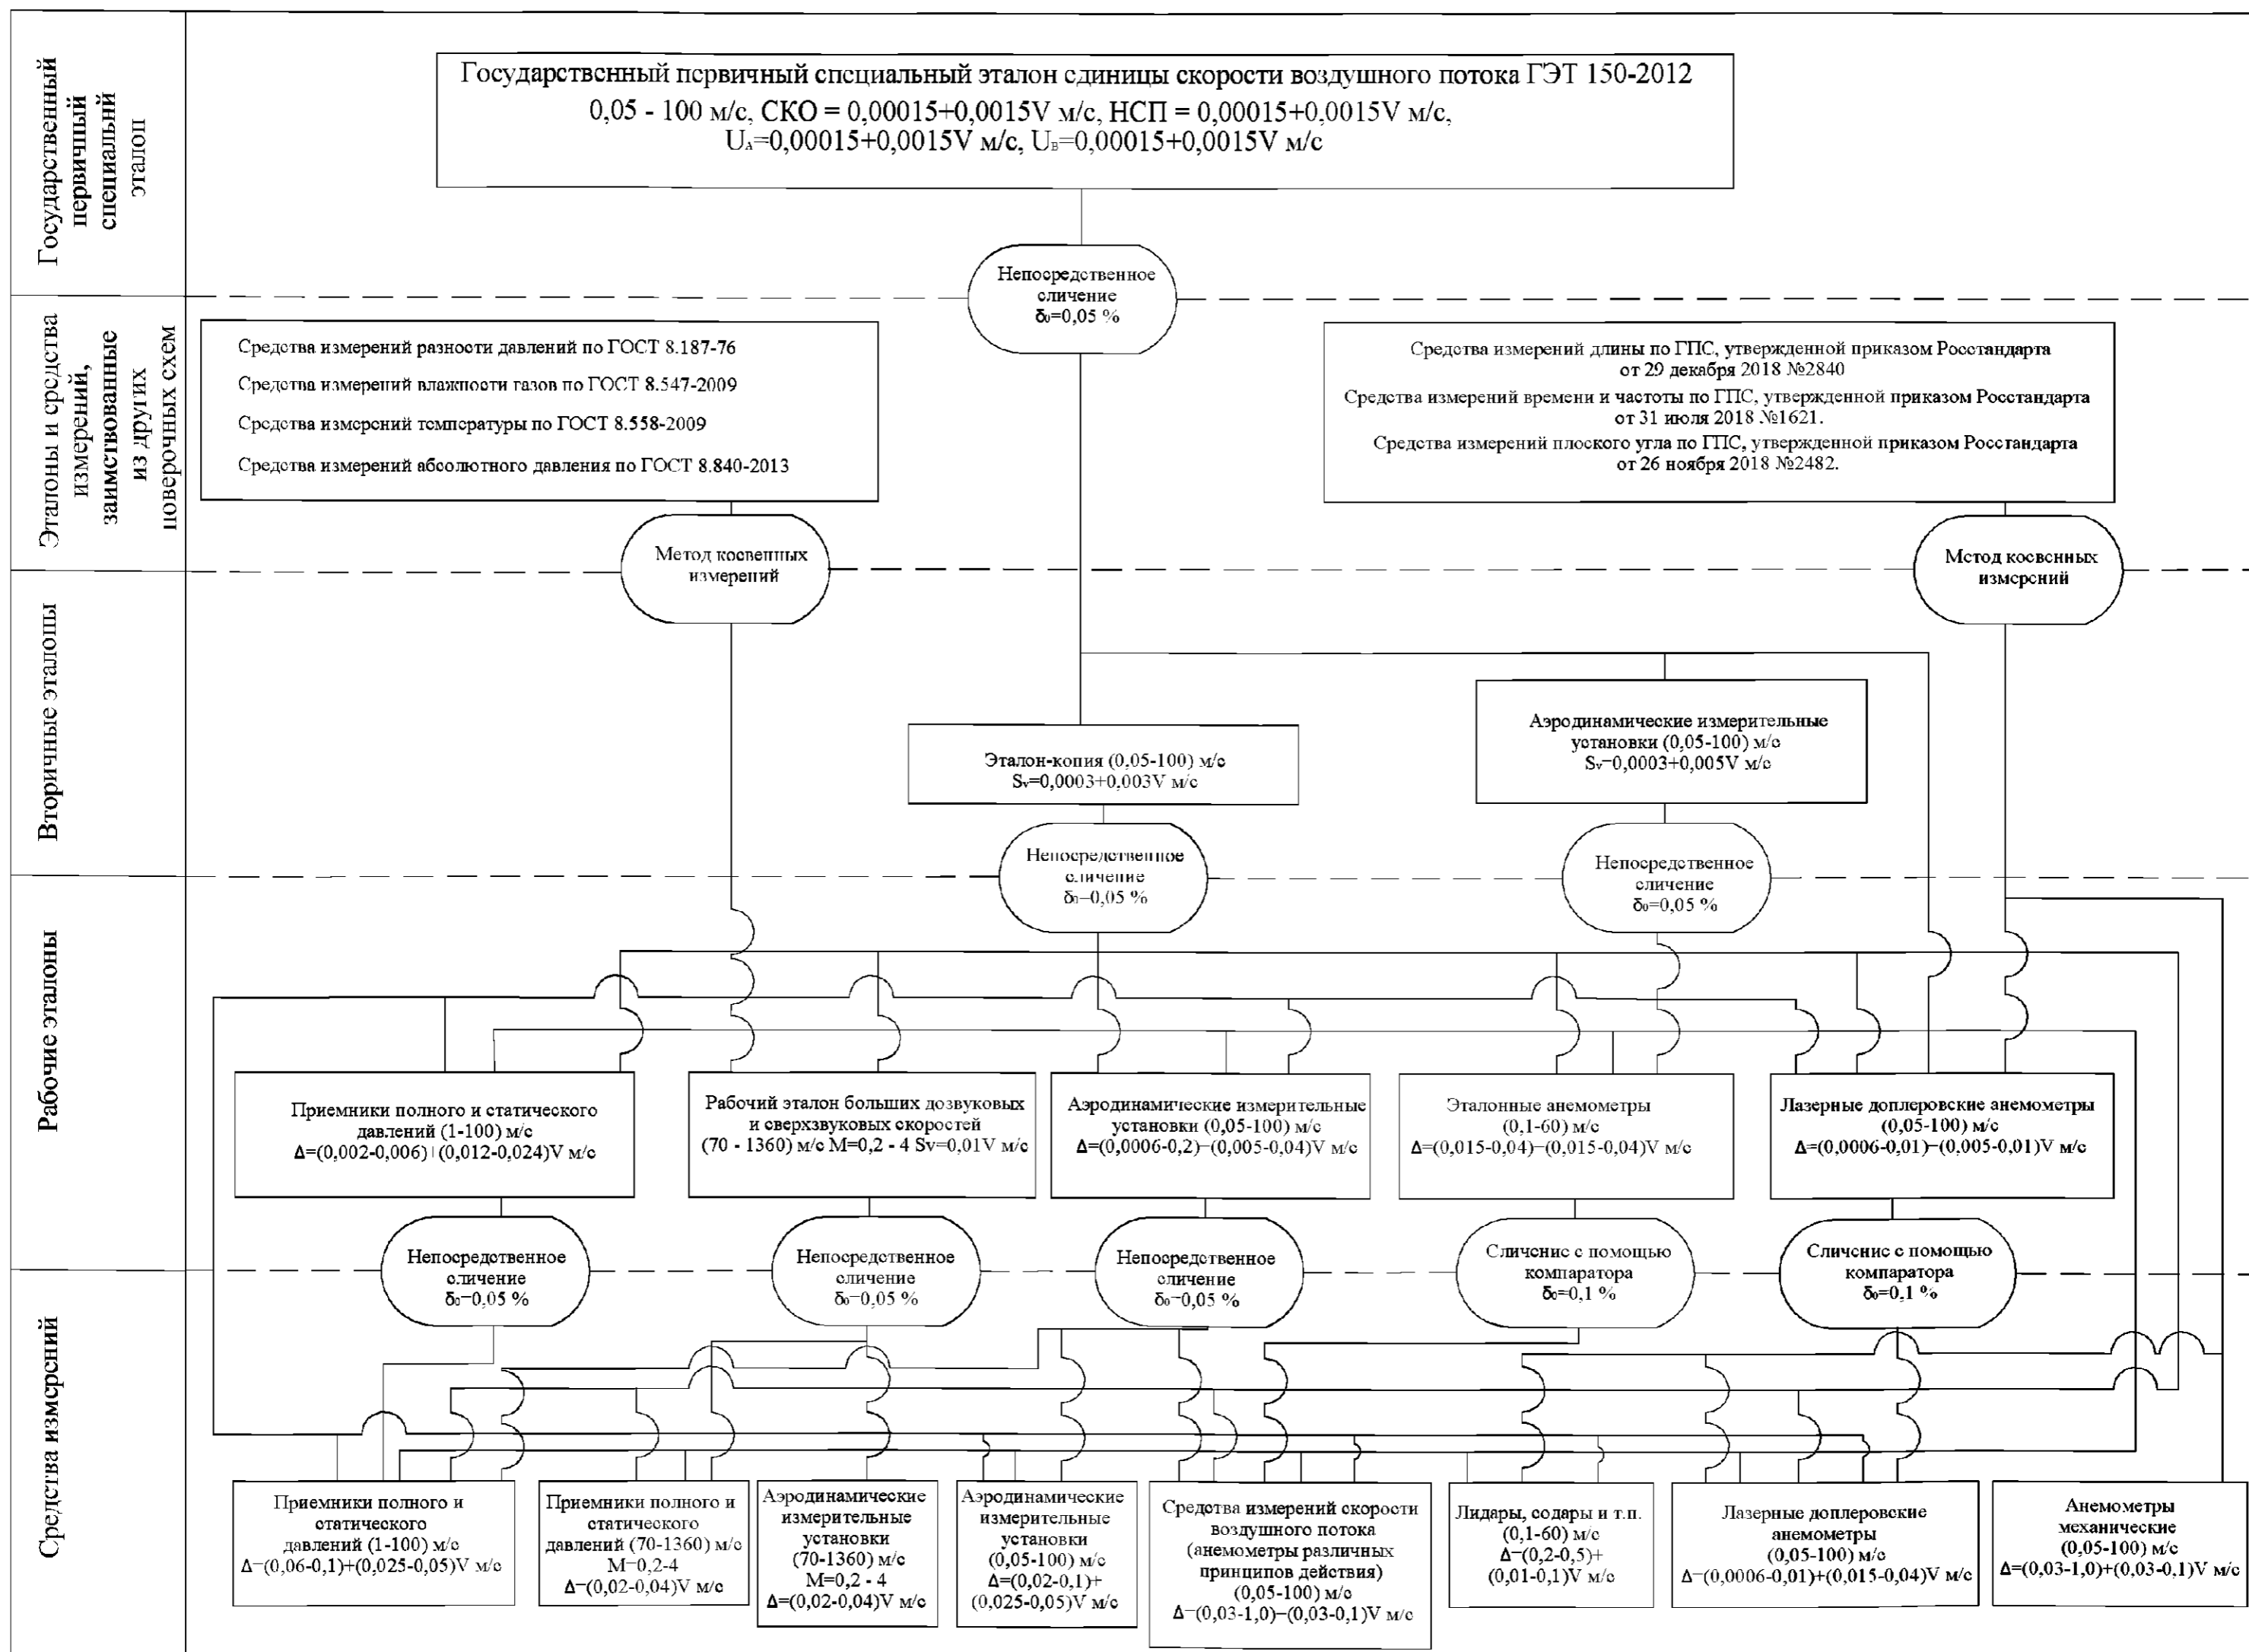 Государственный
первичный
специальнй
эталон
Государственный первичный специальный эталон единицы скорости воздушного потока ГЭТ 150-2012
0,05 - 100 м/с, СКО = 0,00015+0,0015V м/с, НСП = 0,00015+0,0015V м/с,
UA=0,00015+0,0015V м/с, UB=0,00015+0,0015V м/с
Непосредственное
сличение
δ₀=0,05 %
Эталоны и средства
измерений,
заимствованные
из других
поверочных схем
Средства измерений разности давлений по ГОСТ 8.187-76
Средства измерений влажности газов по ГОСТ 8.547-2009
Средства измерений температуры по ГОСТ 8.558-2009
Средства измерений абсолютного давления по ГОСТ 8.840-2013
Средства измерений длины по ГПС, утвержденной приказом Росстандарта
от 29 декабря 2018 №2840
Средства измерений времени и частоты по ГПС, утвержденной приказом Росстандарта
от 31 июля 2018 №1621.
Средства измерений плоского угла по ГПС, утвержденной приказом Росстандарта
от 26 ноября 2018 №2482.
Метод косвенных
измерений
Метод косвенных
измерений
Вторичные эталоны
Эталон-копия (0,05-100) м/с
Sv=0,0003+0,003V м/с
Аэродинамические измерительные
установки (0,05-100) м/с
Sv=0,0003+0,005V м/с
Непосредственное
сличение
δ₀=0,05 %
Непосредственное
сличение
δ₀=0,05 %
Рабочие эталоны
Приемники полного и статического
давлений (1-100) м/с
Δ=(0,002-0,006)+(0,012-0,024)V м/с
Рабочий эталон больших дозвуковых
и сверхзвуковых скоростей
(70 - 1360) м/с М=0,2 - 4 Sv=0,01V м/с
Аэродинамические измерительные
установки (0,05-100) м/с
Δ=(0,0006-0,2)+(0,005-0,04)V м/с
Эталонные анемометры
(0,1-60) м/с
Δ=(0,015-0,04)+(0,015-0,04)V м/с
Лазерные доплеровские анемометры
(0,05-100) м/с
Δ=(0,0006-0,01)+(0,005-0,01)V м/с
Непосредственное
сличение
δ₀=0,05 %
Непосредственное
сличение
δ₀=0,05 %
Непосредственное
сличение
δ₀=0,05 %
Сличение с помощью
компаратора
δ₀=0,1 %
Сличение с помощью
компаратора
δ₀=0,1 %
Средства измерений
Приемники полного и
статического
давлений (1-100) м/с
Δ=(0,06-0,1)+(0,025-0,05)V м/с
Приемники полного и
статического
давлений (70-1360) м/с
М=0,2-4
Δ=(0,02-0,04)V м/с
Аэродинамические
измерительные
установки
(70-1360) м/с
М=0,2 - 4
Δ=(0,02-0,04)V м/с
Аэродинамические
измерительные
установки
(0,05-100) м/с
Δ=(0,02-0,1)+
(0,025-0,05)V м/с
Средства измерений скорости
воздушного потока
(анемометры различных
принципов действия)
(0,05-100) м/с
Δ=(0,03-1,0)+(0,03-0,1)V м/с
Лидары, содары и т.п.
(0,1-60) м/с
Δ=(0,2-0,5)+
(0,01-0,1)V м/с
Лазерные доплеровские
анемометры
(0,05-100) м/с
Δ=(0,0006-0,01)+(0,015-0,04)V м/с
Анемометры
механические
(0,05-100) м/с
Δ=(0,03-1,0)+(0,03-0,1)V м/с